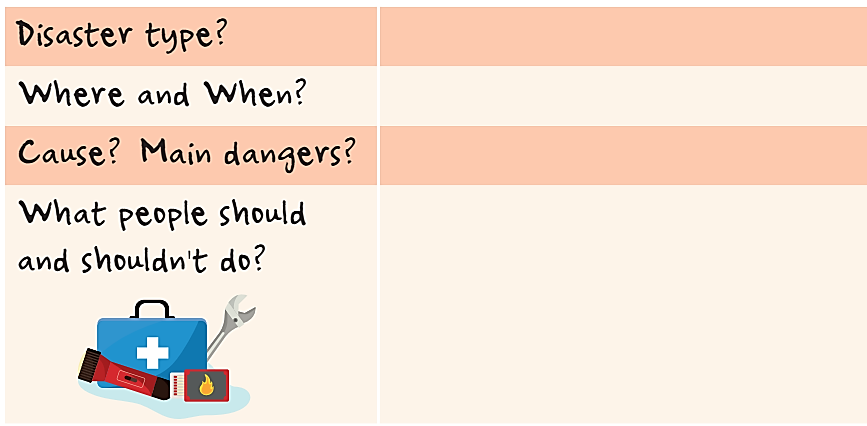 Disaster type?
Where and When?
Cause? Main dangers?
What people should
and shouldn't do?